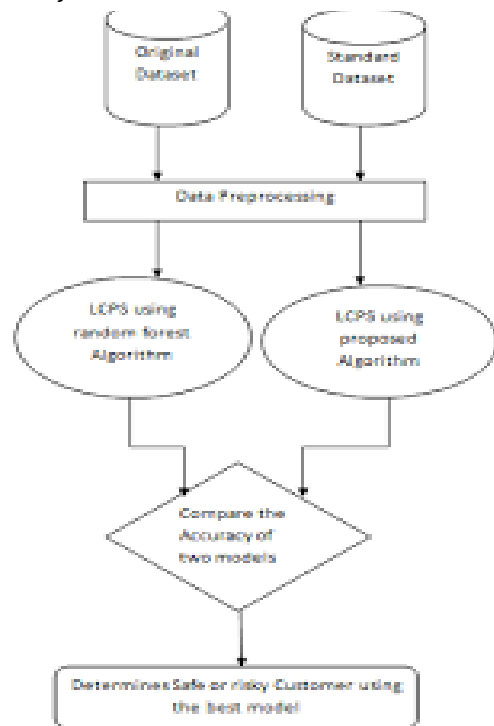 Original
Dataset
Standard
Dataset
Data Preprocessing
LCPS using
random forest
Algorithm
LCPS using
proposed
Algorithm
Compare the
Accuracy of
two models
Determines Safe or risky Customer using
the best model